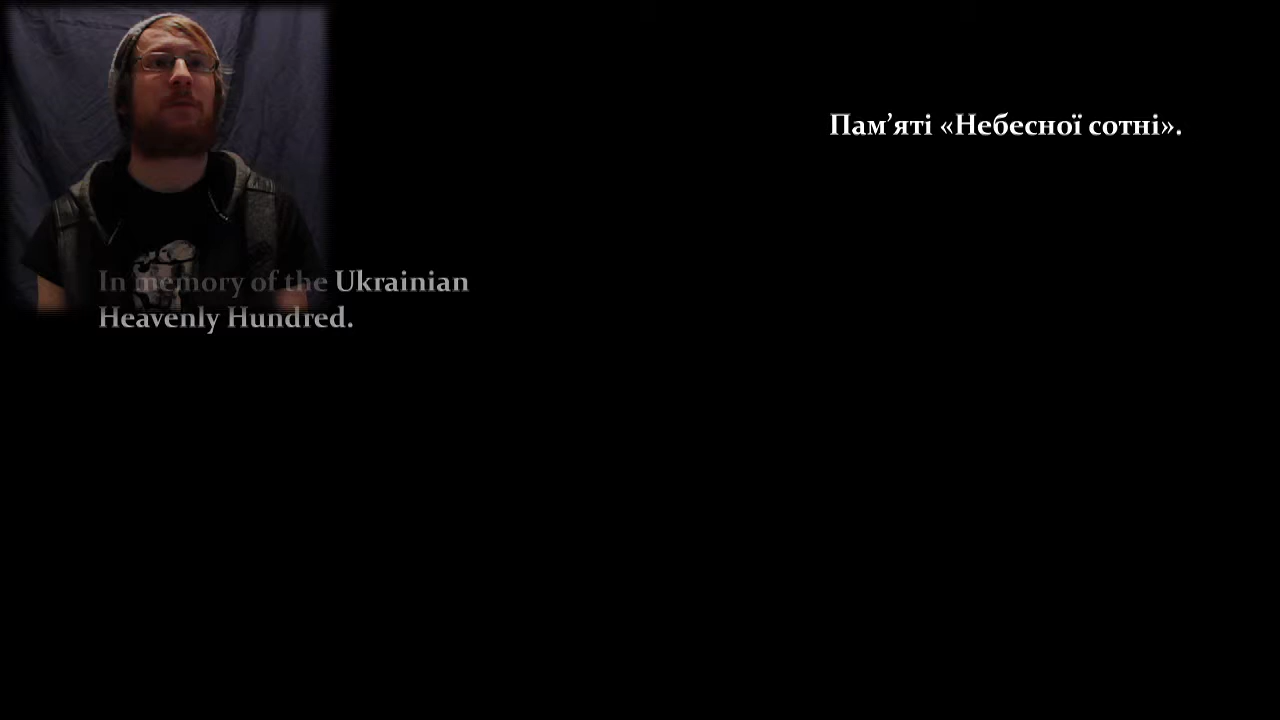 Пам’яті «Небесної сотні».
In memory of the Ukrainian
Heavenly Hundred.